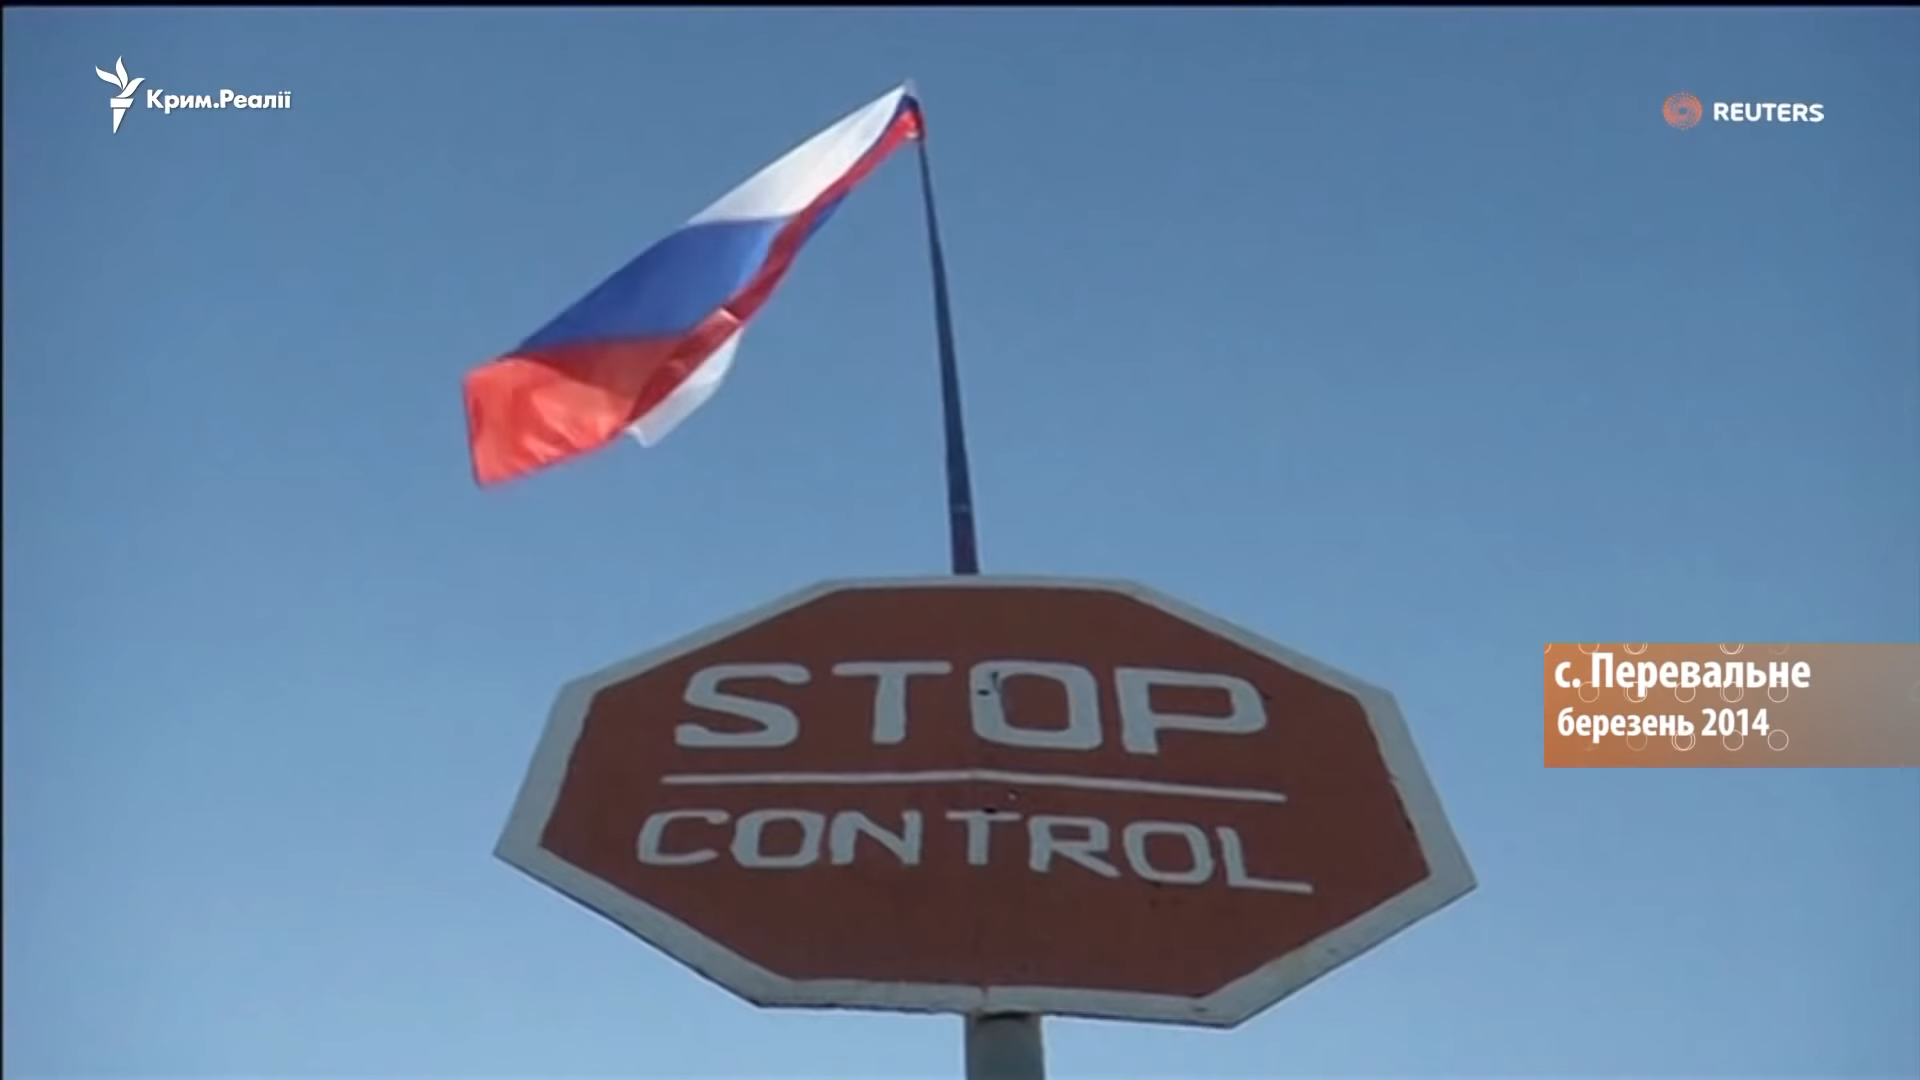 Крим.Реалії
REUTERS
STOP
CONTROL
с. Перевальне
березень 2014